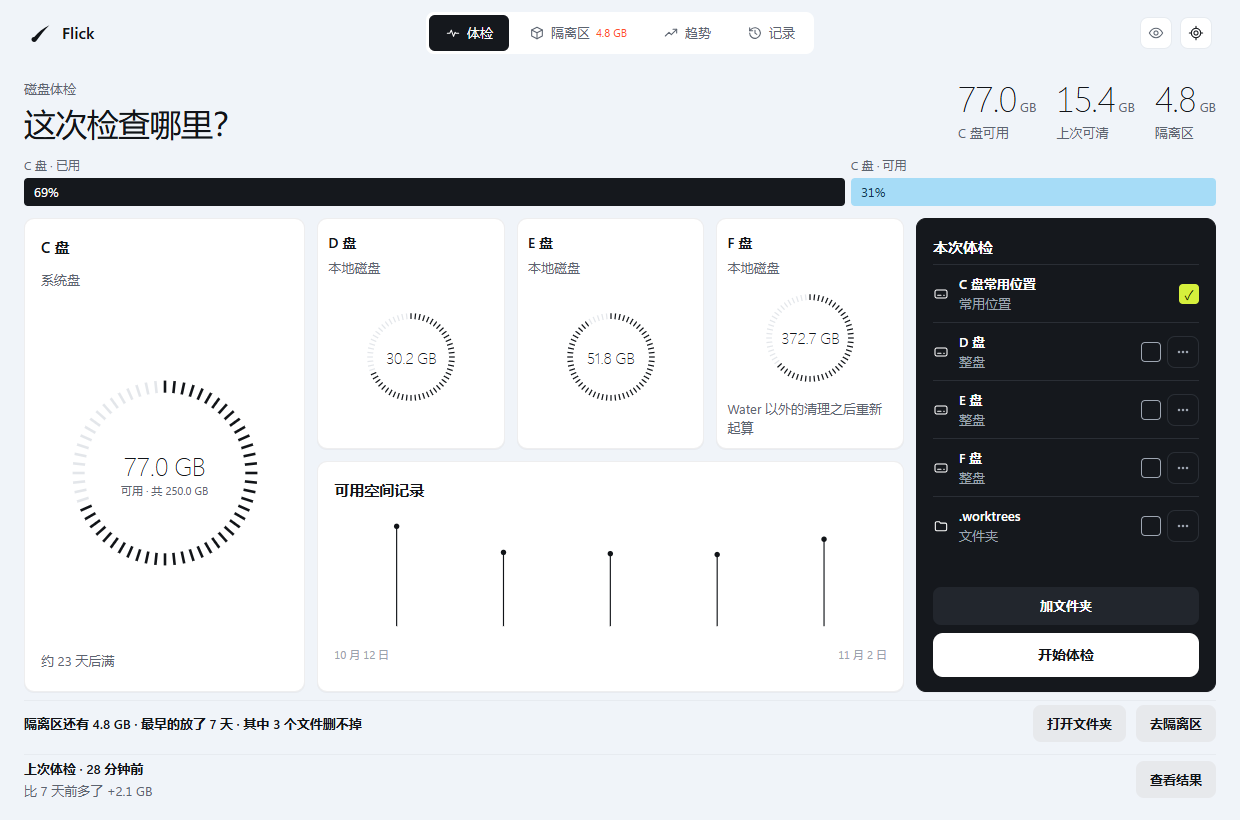 Flick
体检
隔离区 4.8 GB
趋势
记录
磁盘体检
这次检查哪里？
77.0 GB
C 盘可用
15.4 GB
上次可清
4.8 GB
隔离区
C 盘 · 已用
C 盘 · 可用
69%
31%
C 盘
系统盘
77.0 GB
可用 · 共 250.0 GB
约 23 天后满
D 盘
本地磁盘
30.2 GB
E 盘
本地磁盘
51.8 GB
F 盘
本地磁盘
372.7 GB
Water 以外的清理之后重新
起算
可用空间记录
10 月 12 日
11 月 2 日
本次体检
C 盘常用位置
常用位置
D 盘
整盘
E 盘
整盘
F 盘
整盘
.worktrees
文件夹
加文件夹
开始体检
隔离区还有 4.8 GB · 最早的放了 7 天 · 其中 3 个文件删不掉
打开文件夹
去隔离区
上次体检 · 28 分钟前
比 7 天前多了 +2.1 GB
查看结果